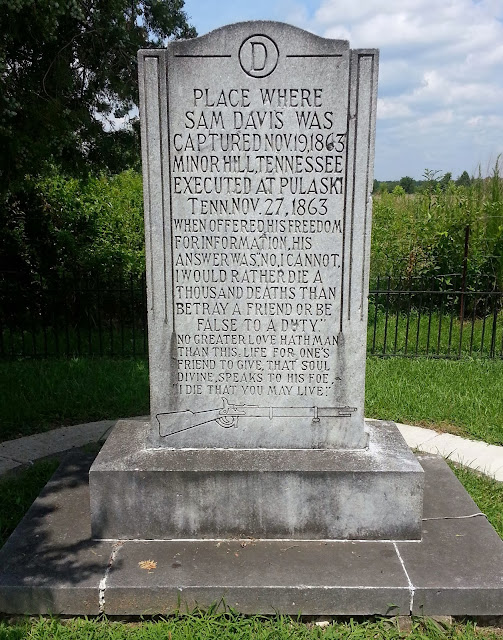 D
PLACE WHERE
SAM DAVIS WAS
CAPTURED NOV. 19, 1863
MINOR HILL, TENNESSEE
EXECUTED AT PULASKI
TENN. NOV. 27, 1863
WHEN OFFERED HIS FREEDOM
FOR INFORMATION, HIS
ANSWER WAS, "NO, I CANNOT,
I WOULD RATHER DIE A
THOUSAND DEATHS THAN
BETRAY A FRIEND OR BE
FALSE TO A DUTY."
NO GREATER LOVE HATH MAN
THAN THIS, LIFE FOR ONE'S
FRIEND TO GIVE, THAT SOUL
DIVINE, SPEAKS TO HIS FOE,
"I DIE THAT YOU MAY LIVE!"